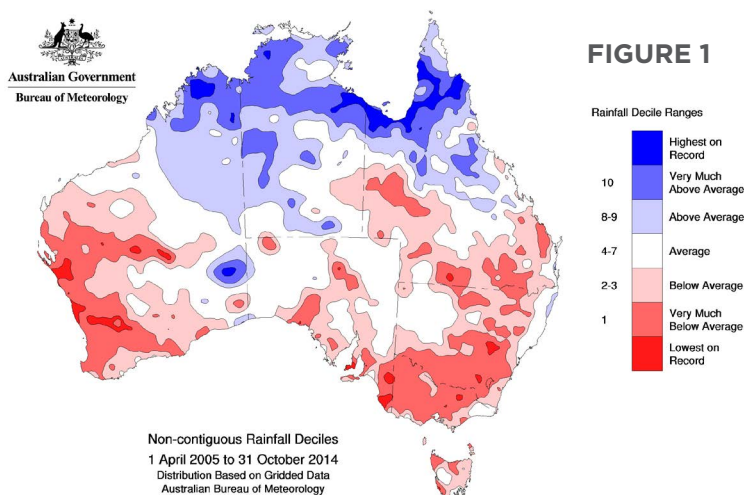 Australian Government
Bureau of Meteorology
FIGURE 1
Rainfall Decile Ranges
Highest on
Record
10
Very Much
Above Average
8-9
Above Average
4-7
Average
2-3
Below Average
1
Very Much
Below Average
Lowest on
Record
Non-contiguous Rainfall Deciles
1 April 2005 to 31 October 2014
Distribution Based on Gridded Data
Australian Bureau of Meteorology